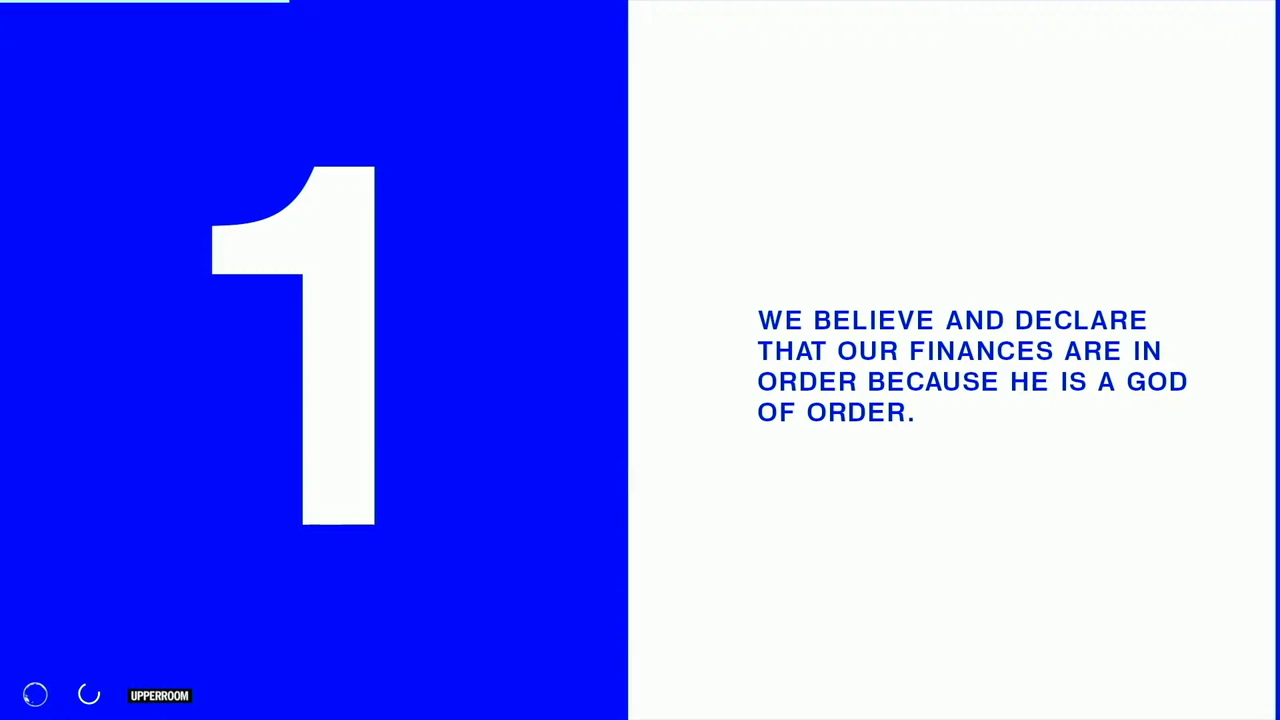 1
WE BELIEVE AND DECLARE
THAT OUR FINANCES ARE IN
ORDER BECAUSE HE IS A GOD
OF ORDER.
UPPERROOM